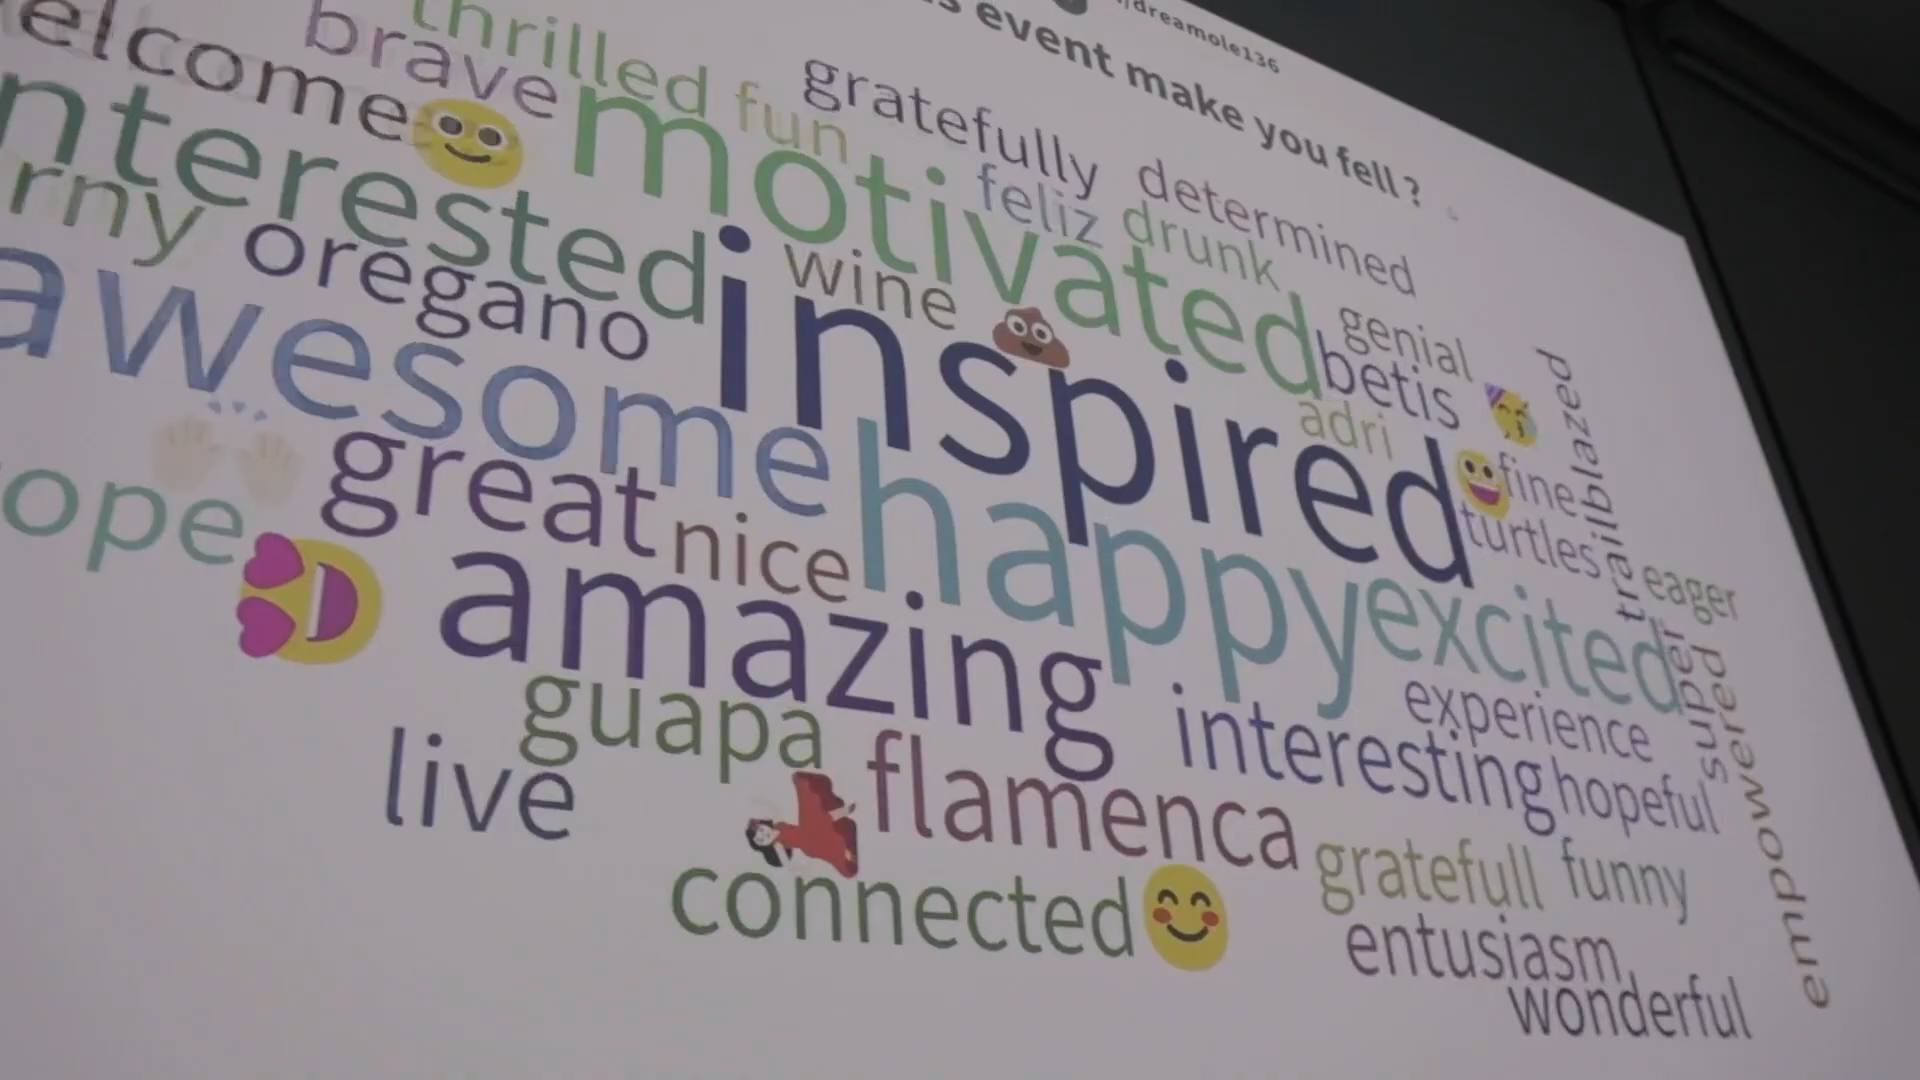 /dreamole136
event make you fell?
thrilled
brave
elcome
fun
gratefully
determined
nterested
motivated
feliz
drunk
rny
oregano
wine
inspired
genial
betis
adri
awesome
great
nice
happy
fine
turtles
trailblazed
eager
ope
amazing
excited
super
empowered
experience
guapa
interesting
hopeful
live
flamenca
gratefull
funny
connected
entusiasm
wonderful